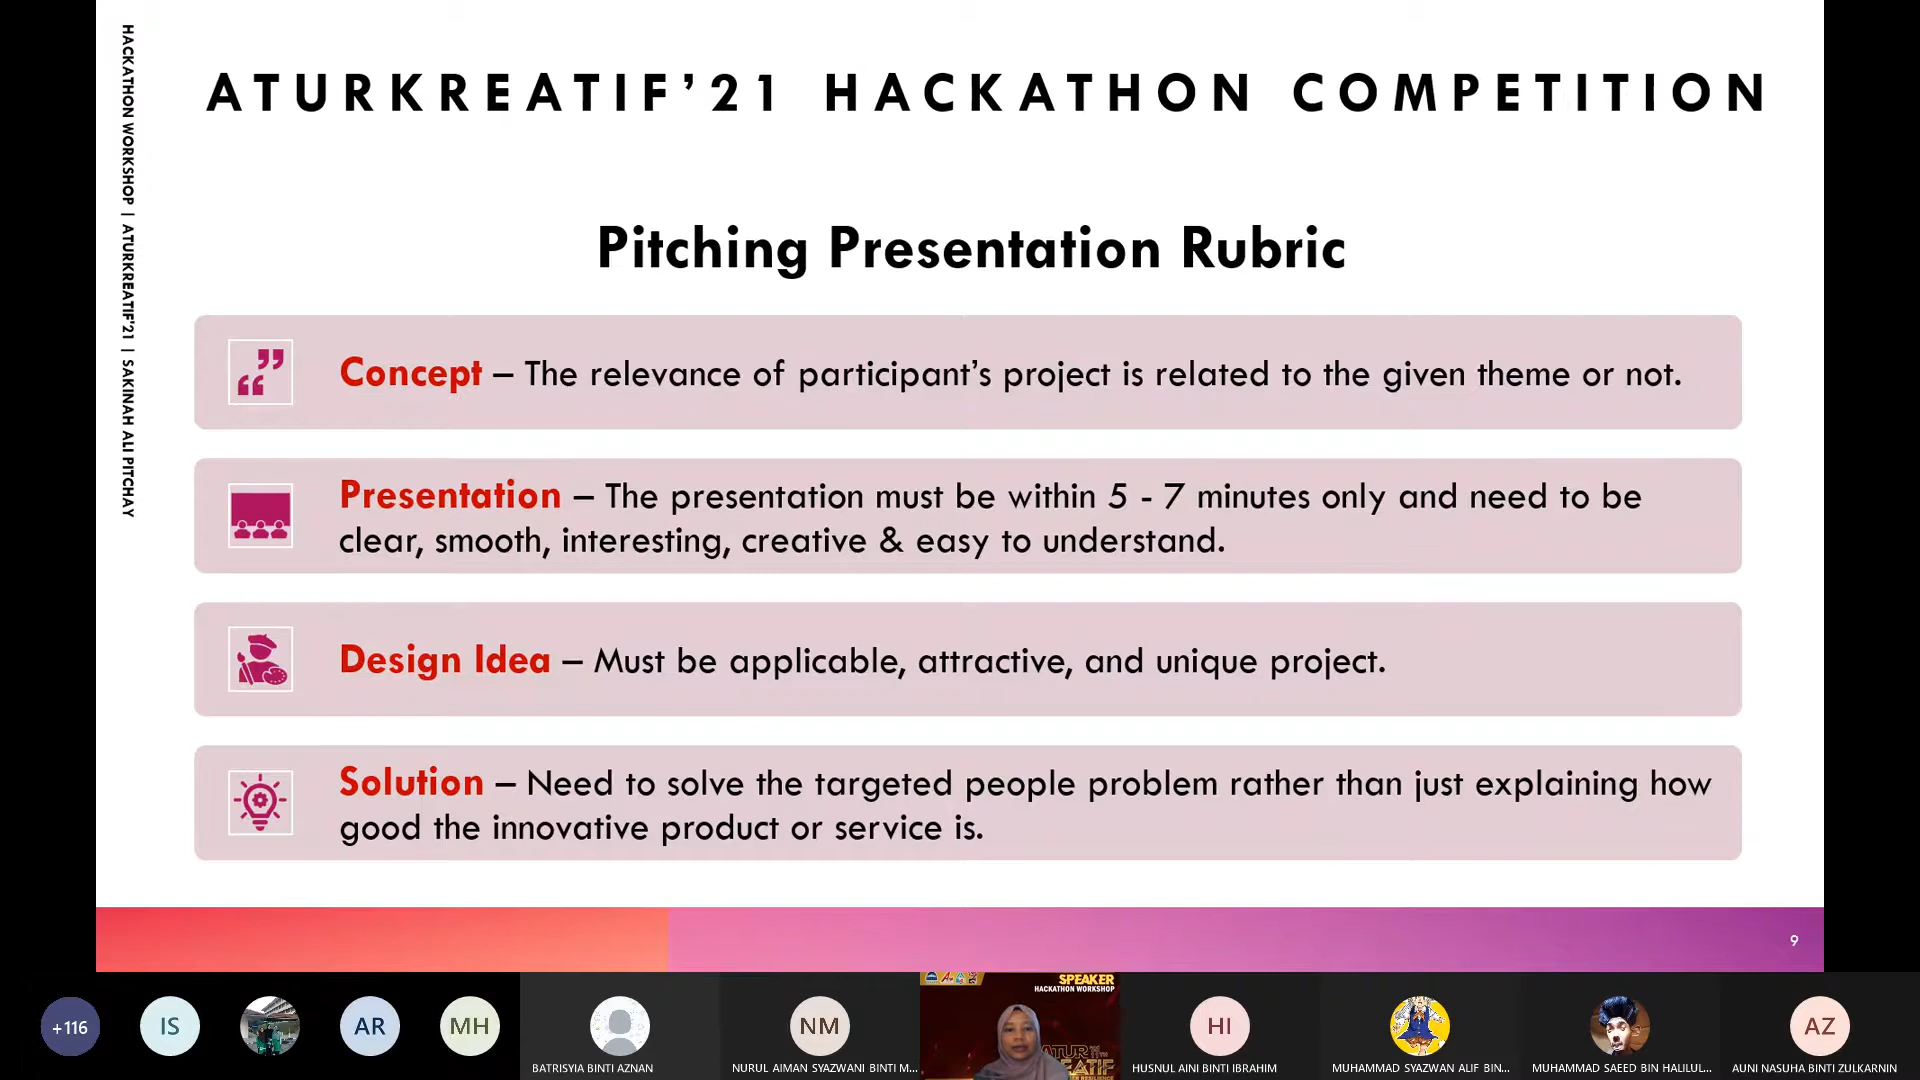 HACKATHON WORKSHOP | ATURKREATIF'21 | SAKINAH ALI PITCHAY
ATURKREATIF’21 HACKATHON COMPETITION
Pitching Presentation Rubric
Concept – The relevance of participant’s project is related to the given theme or not.
Presentation – The presentation must be within 5 - 7 minutes only and need to be
clear, smooth, interesting, creative & easy to understand.
Design Idea – Must be applicable, attractive, and unique project.
Solution – Need to solve the targeted people problem rather than just explaining how
good the innovative product or service is.
9
+116
IS
AR
MH
BATRISYIA BINTI AZNAN
NM
NURUL AIMAN SYAZWANI BINTI M...
SPEAKER
HACKATHON WORKSHOP
HI
HUSNUL AINI BINTI IBRAHIM
MUHAMMAD SYAZWAN ALIF BIN...
MUHAMMAD SAEED BIN HALILUL...
AZ
AUNI NASUHA BINTI ZULKARNIN